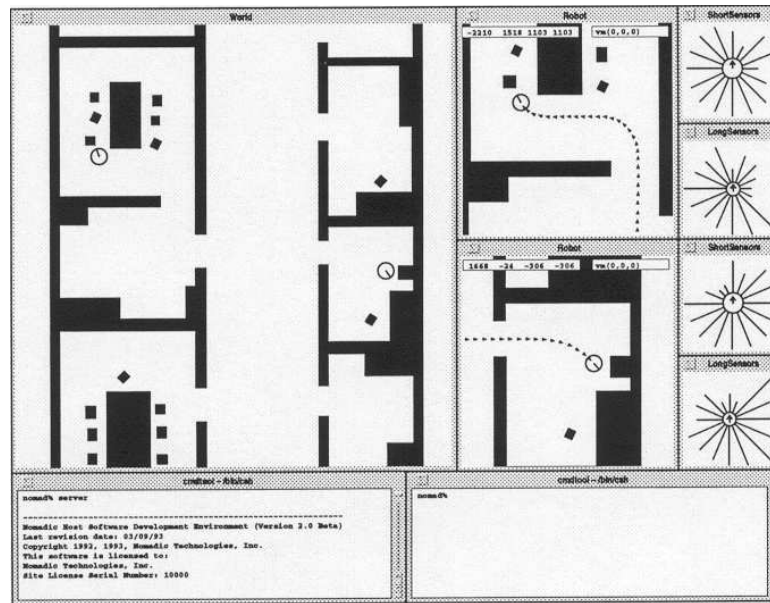 World
Robot
-2210 1518 1103 1103
vm(0,0,0)
ShortSensors
LongSensors
Robot
1668 -24 -306 -306
vm(0,0,0)
ShortSensors
LongSensors
cmdtool - /bin/csh
nomad% server
Nomadic Host Software Development Environment (Version 2.0 Beta)
Last revision date: 03/09/93
Copyright 1992, 1993, Nomadic Technologies, Inc.
This software is licensed to:
Nomadic Technologies, Inc.
Site License Serial Number: 10000
cmdtool - /bin/csh
nomad%